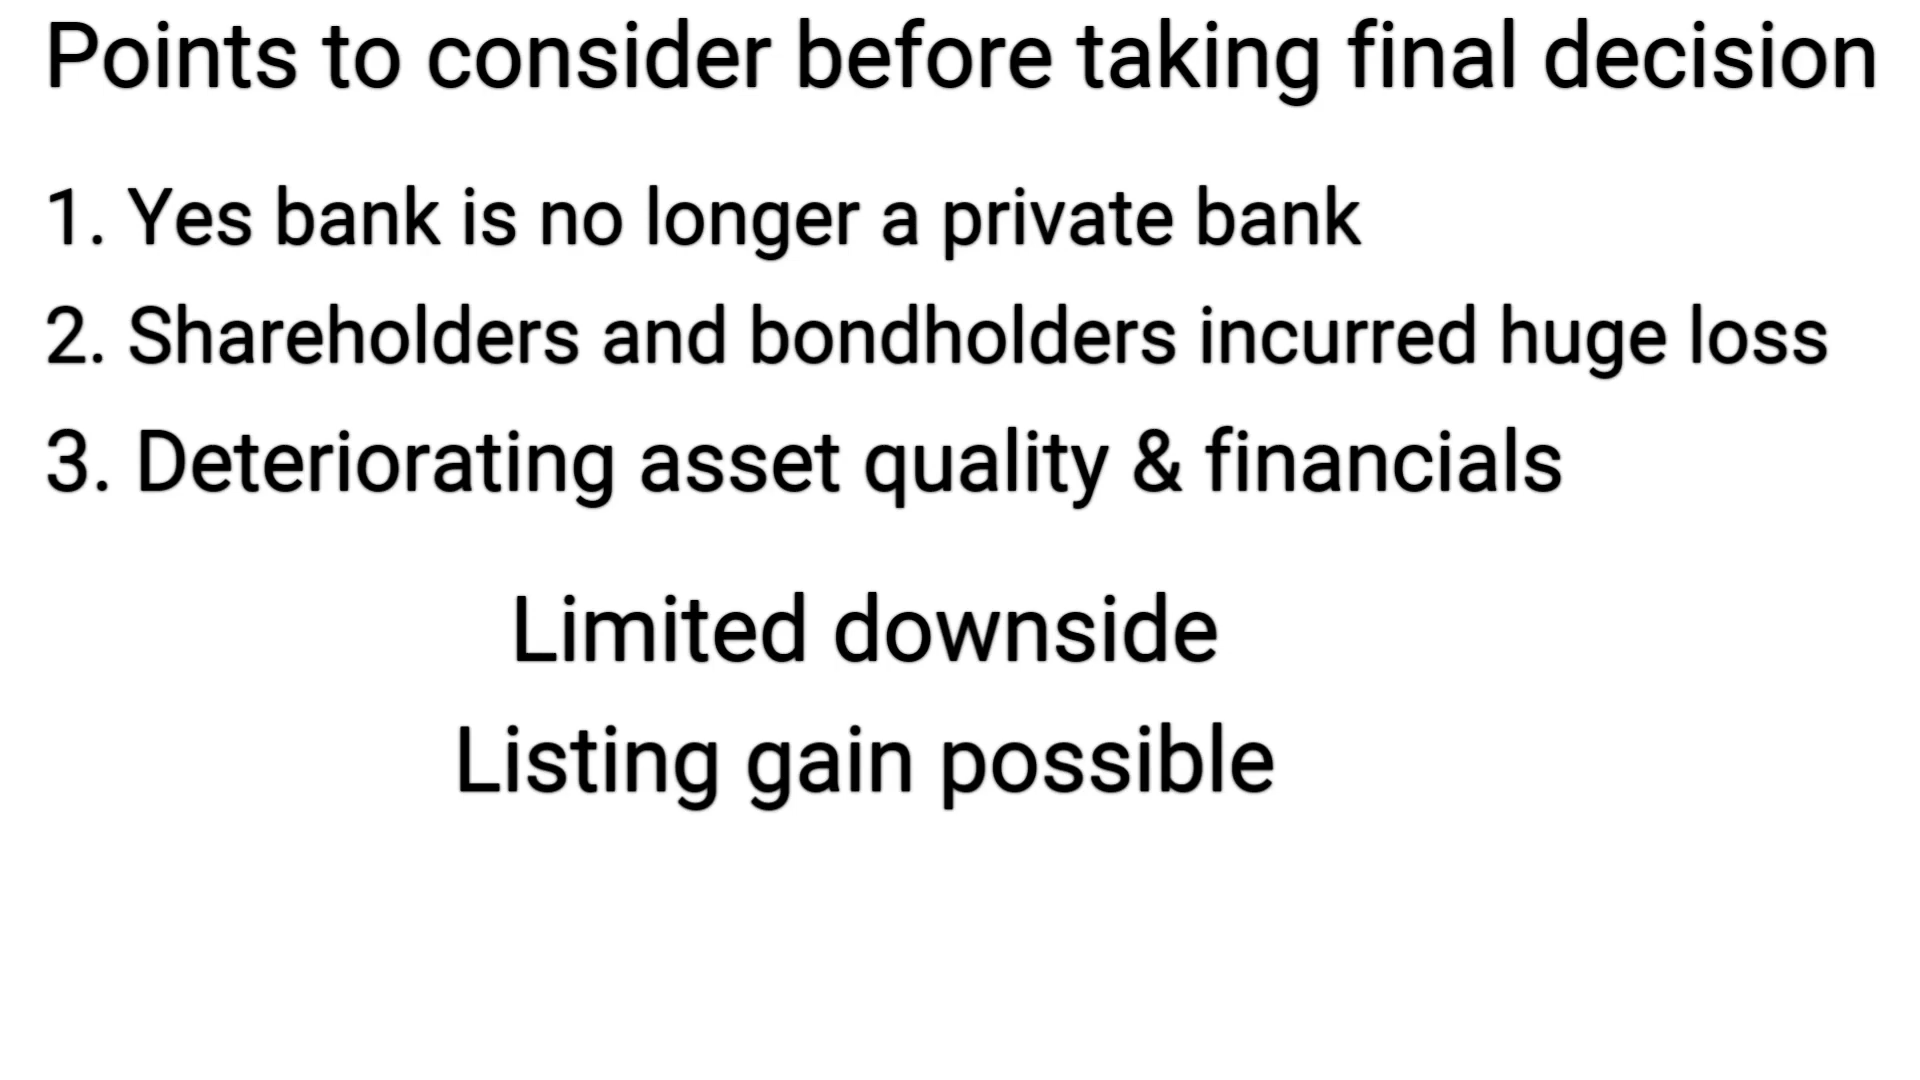 Points to consider before taking final decision
1. Yes bank is no longer a private bank
2. Shareholders and bondholders incurred huge loss
3. Deteriorating asset quality & financials
Limited downside
Listing gain possible